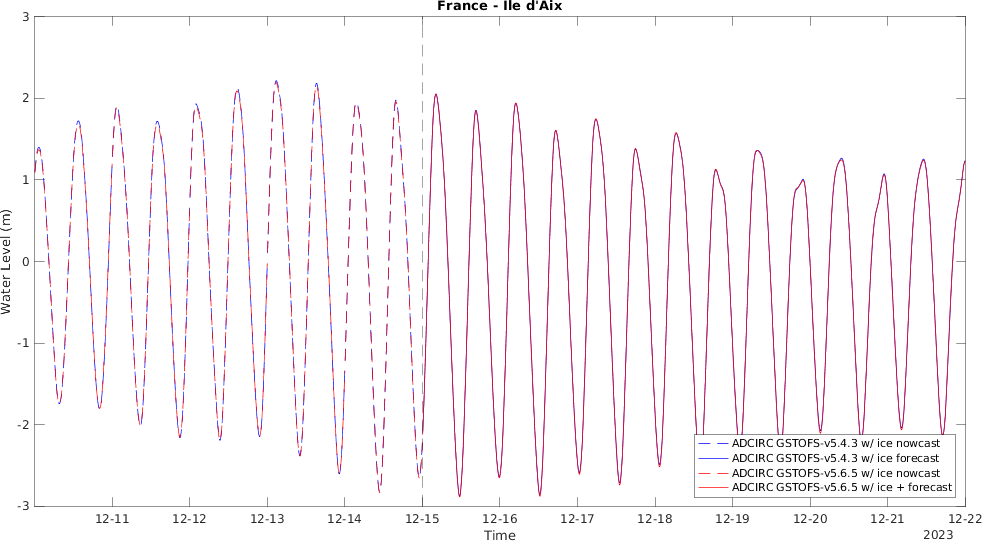 France - Ile d'Aix
3
2
1
0
-1
-2
-3
Water Level (m)
ADCIRC GSTOFS-v5.4.3 w/ ice nowcast
ADCIRC GSTOFS-v5.4.3 w/ ice forecast
ADCIRC GSTOFS-v5.6.5 w/ ice nowcast
ADCIRC GSTOFS-v5.6.5 w/ ice + forecast
12-11 12-12 12-13 12-14 12-15 12-16 12-17 12-18 12-19 12-20 12-21 12-22
Time 2023